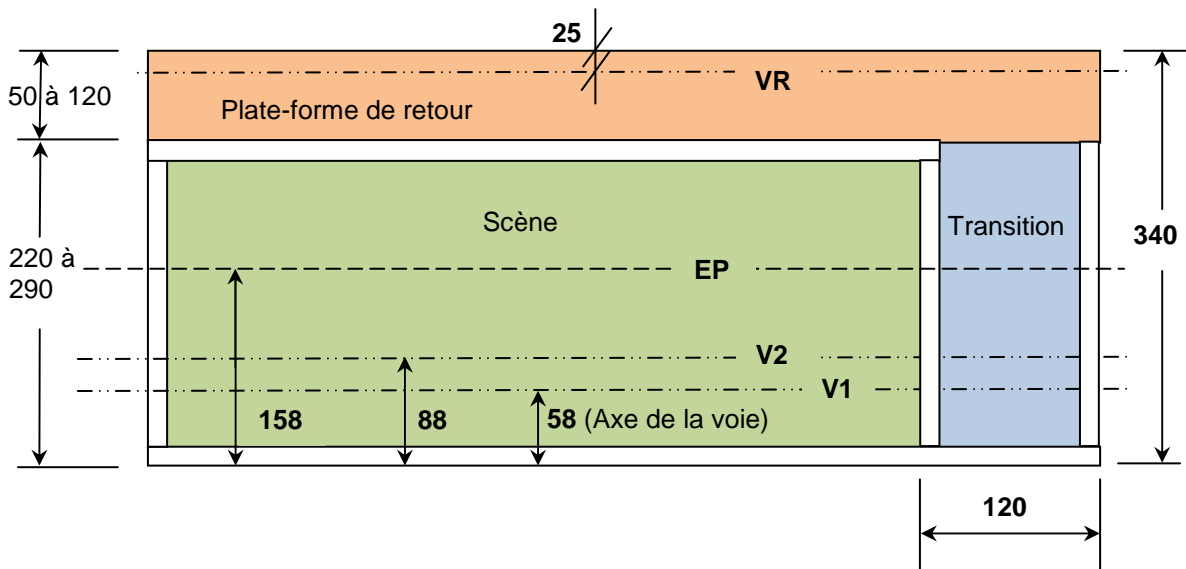 25
VR
50 à 120
Plate-forme de retour
Scène
Transition
340
220 à
290
EP
V2
V1
158
88
58 (Axe de la voie)
120